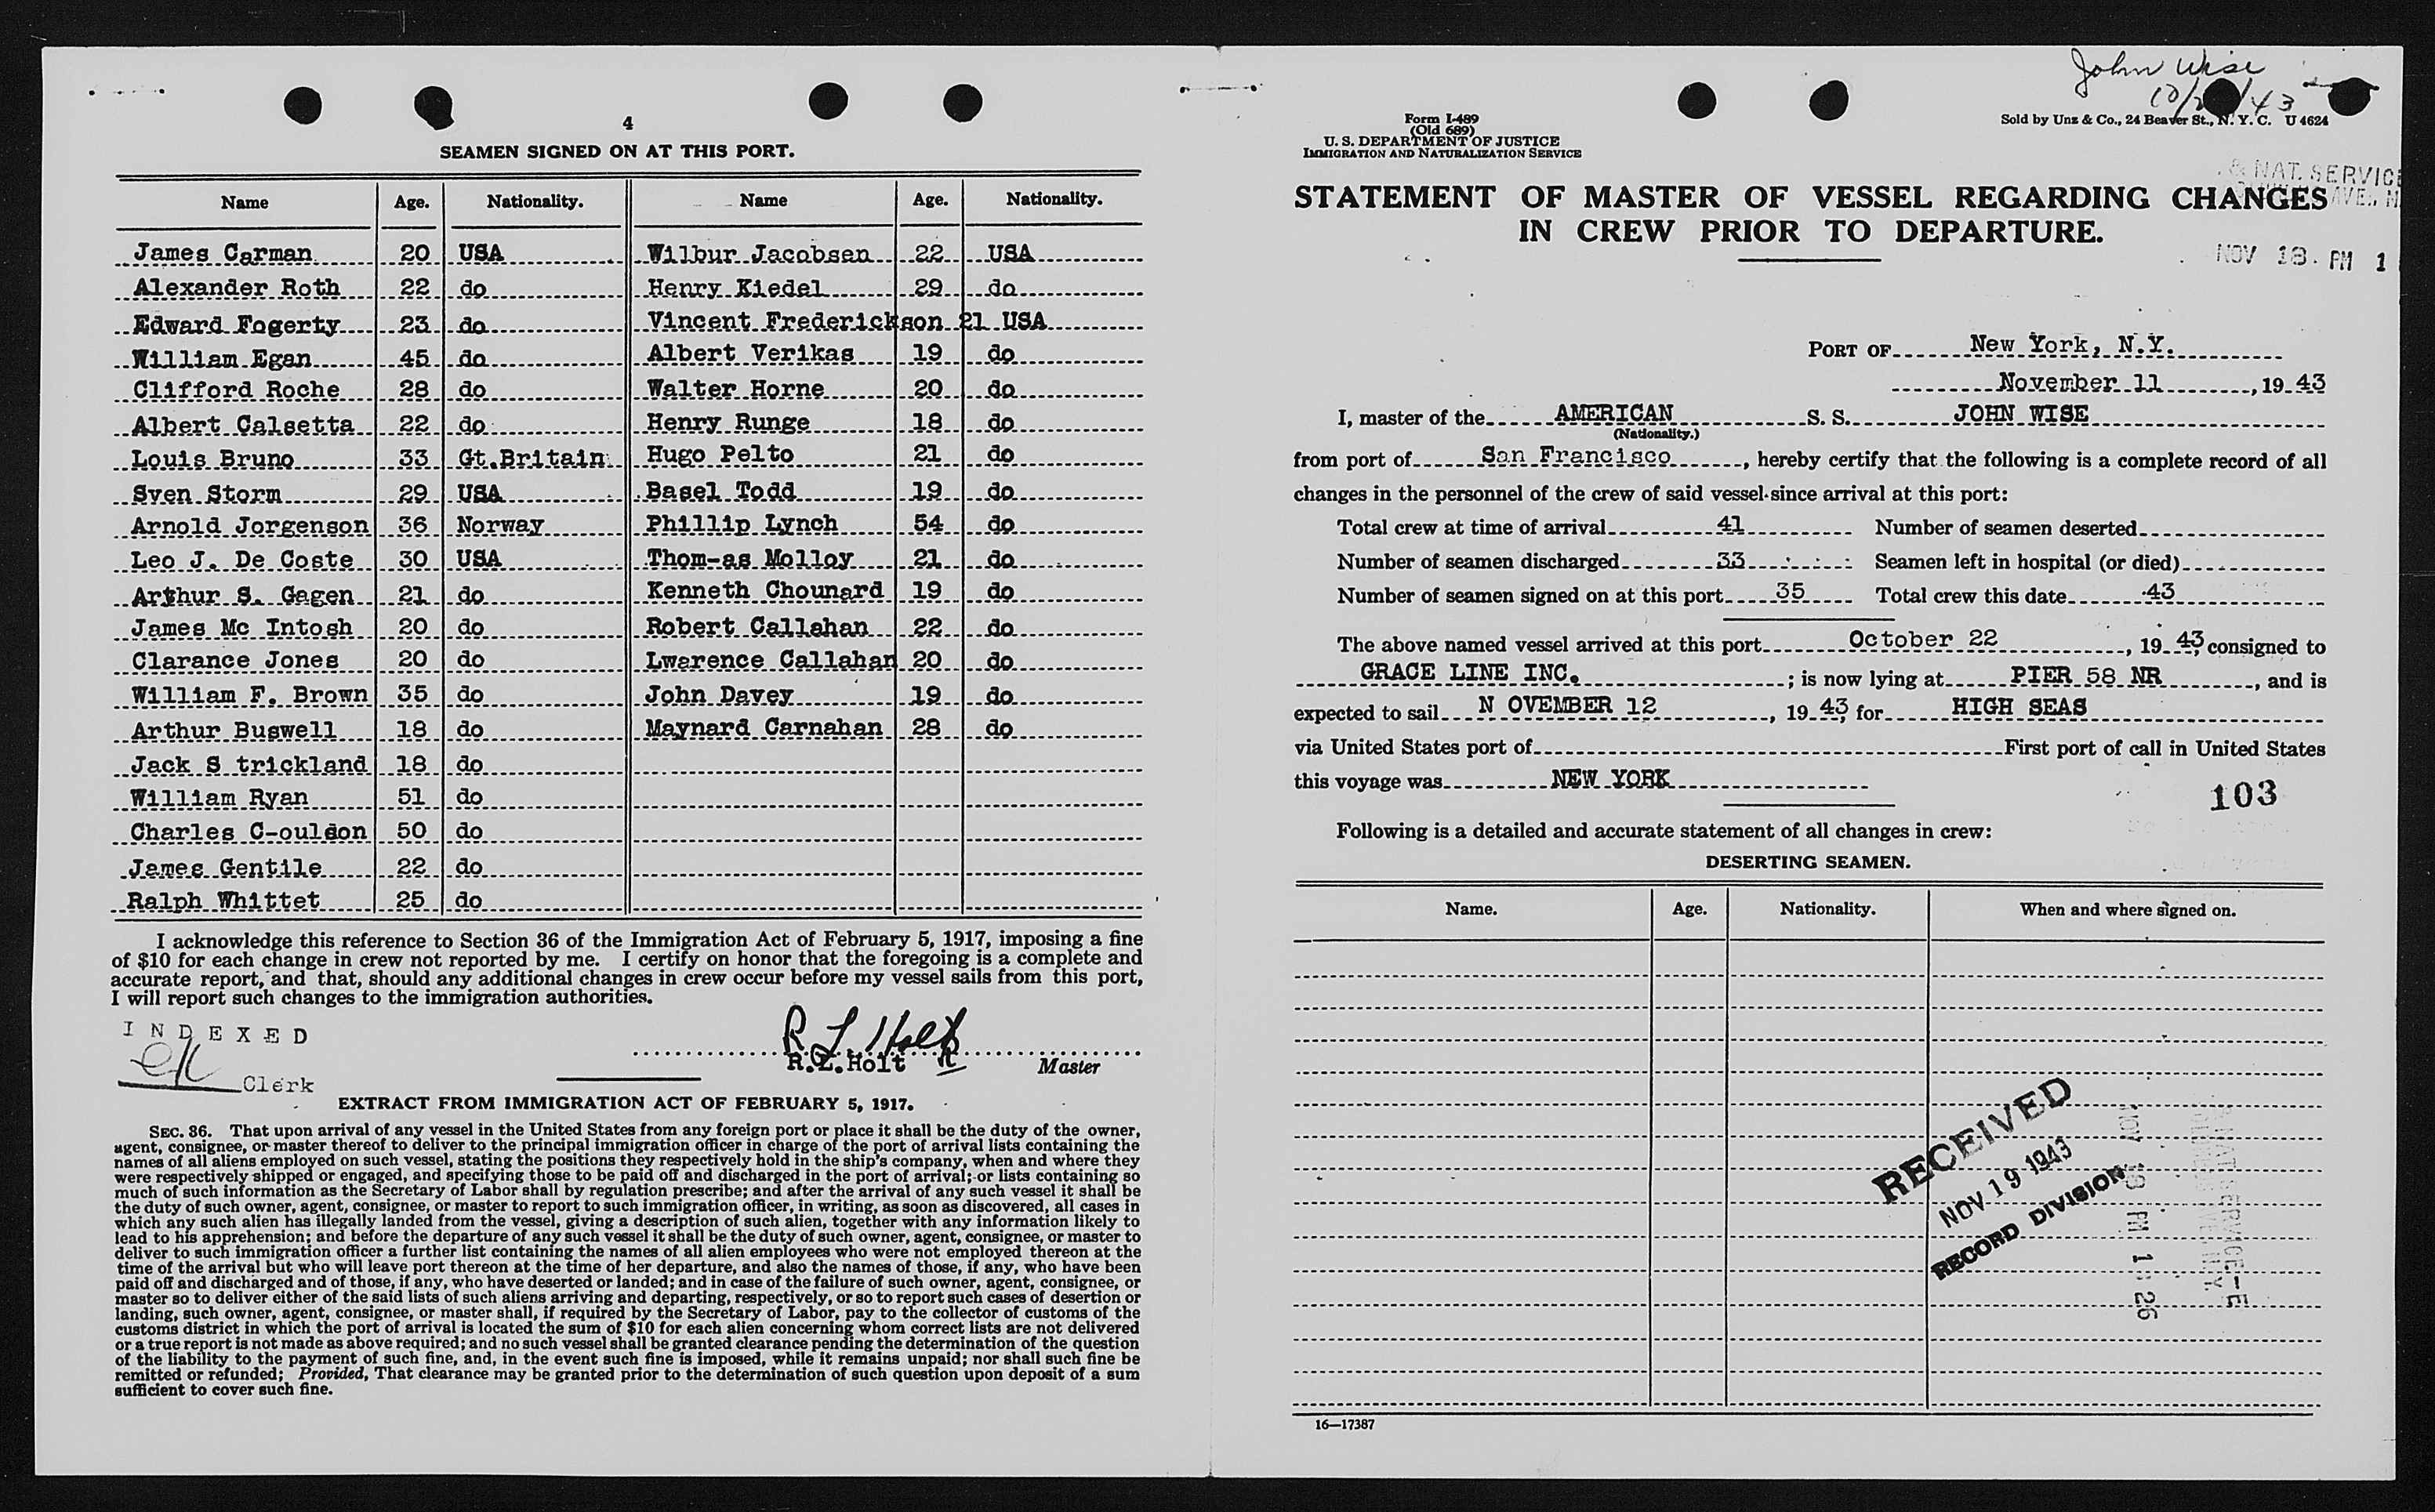 4
SEAMEN SIGNED ON AT THIS PORT.
Name Age. Nationality. Name Age. Nationality.
James Carman 20 USA Wilbur Jacobsen 22 USA
Alexander Roth 22 do Henry Kiedel 29 do
Edward Fogerty 23 do Vincent Frederickson 21 USA
William Egan 45 do Albert Verikas 19 do
Clifford Roche 28 do Walter Horne 20 do
Albert Calsetta 22 do Henry Runge 18 do
Louis Bruno 33 Gt.Britain Hugo Pelto 21 do
Sven Storm 29 USA Basel Todd 19 do
Arnold Jorgenson 36 Norway Phillip Lynch 54 do
Leo J. De Coste 30 USA Thom-as Molloy 21 do
Arthur S. Gagen 21 do Kenneth Chounard 19 do
James Mc Intosh 20 do Robert Callahan 22 do
Clarance Jones 20 do Lwarence Callahan 20 do
William F. Brown 35 do John Davey 19 do
Arthur Buswell 18 do Maynard Carnahan 28 do
Jack S trickland 18 do
William Ryan 51 do
Charles C-oulson 50 do
James Gentile 22 do
Ralph Whittet 25 do
I acknowledge this reference to Section 36 of the Immigration Act of February 5, 1917, imposing a fine
of $10 for each change in crew not reported by me. I certify on honor that the foregoing is a complete and
accurate report, and that, should any additional changes in crew occur before my vessel sails from this port,
I will report such changes to the immigration authorities.
INDEXED
Clerk
R L Holt
R.L.Holt Master
EXTRACT FROM IMMIGRATION ACT OF FEBRUARY 5, 1917.
SEC. 36. That upon arrival of any vessel in the United States from any foreign port or place it shall be the duty of the owner,
agent, consignee, or master thereof to deliver to the principal immigration officer in charge of the port of arrival lists containing the
names of all aliens employed on such vessel, stating the positions they respectively hold in the ship's company, when and where they
were respectively shipped or engaged, and specifying those to be paid off and discharged in the port of arrival; or lists containing so
much of such information as the Secretary of Labor shall by regulation prescribe; and after the arrival of any such vessel it shall be
the duty of such owner, agent, consignee, or master to report to such immigration officer, in writing, as soon as discovered, all cases in
which any such alien has illegally landed from the vessel, giving a description of such alien, together with any information likely to
lead to his apprehension; and before the departure of any such vessel it shall be the duty of such owner, agent, consignee, or master to
deliver to such immigration officer a further list containing the names of all alien employees who were not employed thereon at the
time of the arrival but who will leave port thereon at the time of her departure, and also the names of those, if any, who have been
paid off and discharged and of those, if any, who have deserted or landed; and in case of the failure of such owner, agent, consignee, or
master so to deliver either of the said lists of such aliens arriving and departing, respectively, or so to report such cases of desertion or
landing, such owner, agent, consignee, or master shall, if required by the Secretary of Labor, pay to the collector of customs of the
customs district in which the port of arrival is located the sum of $10 for each alien concerning whom correct lists are not delivered
or a true report is not made as above required; and no such vessel shall be granted clearance pending the determination of the question
of the liability to the payment of such fine, and, in the event such fine is imposed, while it remains unpaid; nor shall such fine be
remitted or refunded; Provided, That clearance may be granted prior to the determination of such question upon deposit of a sum
sufficient to cover such fine.
John Wise
Form I-489
(Old 689)
U. S. DEPARTMENT OF JUSTICE
IMMIGRATION AND NATURALIZATION SERVICE
Sold by Unz & Co., 24 Beaver St., N. Y. C. U 4624
& NAT. SERVICE
STATEMENT OF MASTER OF VESSEL REGARDING CHANGES
IN CREW PRIOR TO DEPARTURE.
NOV 18 PM 1
PORT OF New York, N.Y.
November 11, 1943
I, master of the AMERICAN S. S. JOHN WISE
(Nationality.)
from port of San Francisco, hereby certify that the following is a complete record of all
changes in the personnel of the crew of said vessel since arrival at this port:
Total crew at time of arrival 41 Number of seamen deserted
Number of seamen discharged 33 Seamen left in hospital (or died)
Number of seamen signed on at this port 35 Total crew this date 43
The above named vessel arrived at this port October 22, 1943, consigned to
GRACE LINE INC.; is now lying at PIER 58 NR, and is
expected to sail N OVEMBER 12, 1943, for HIGH SEAS
via United States port of First port of call in United States
this voyage was NEW YORK
103
Following is a detailed and accurate statement of all changes in crew:
DESERTING SEAMEN.
Name. Age. Nationality. When and where signed on.
RECEIVED
NOV 19 1943
RECORD DIVISION
16—17387